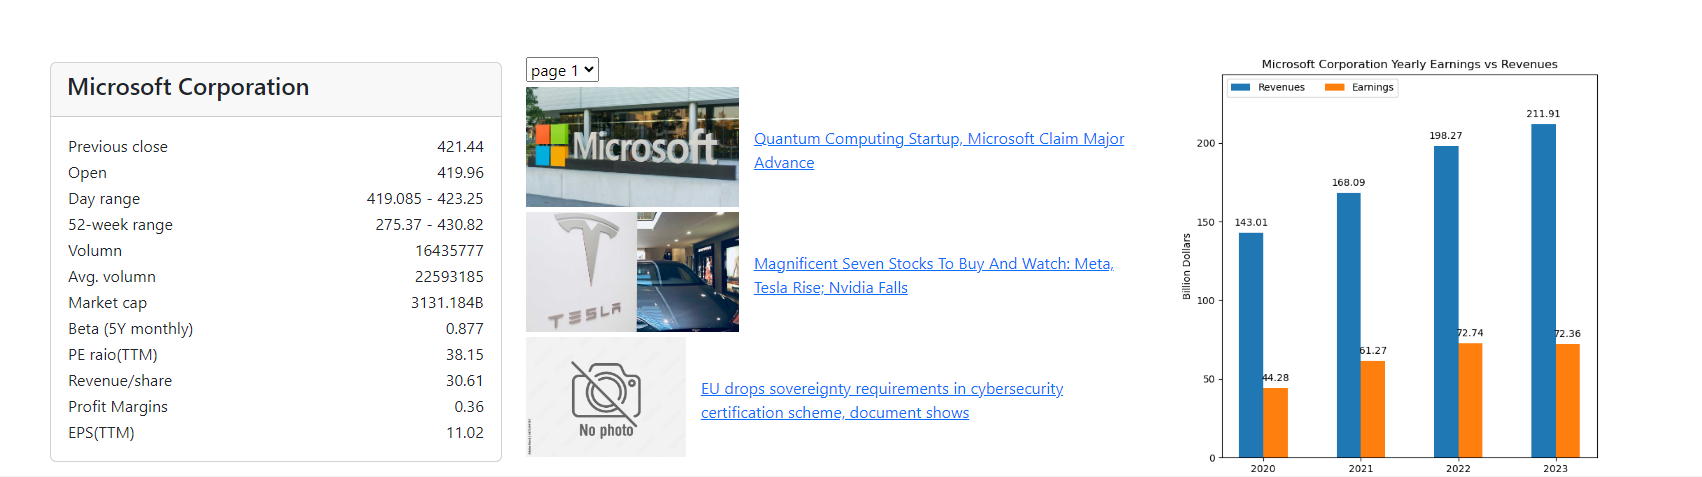 Microsoft Corporation
Previous close 421.44
Open 419.96
Day range 419.085 - 423.25
52-week range 275.37 - 430.82
Volumn 16435777
Avg. volumn 22593185
Market cap 3131.184B
Beta (5Y monthly) 0.877
PE raio(TTM) 38.15
Revenue/share 30.61
Profit Margins 0.36
EPS(TTM) 11.02
page 1
Microsoft
Quantum Computing Startup, Microsoft Claim Major
Advance
TESLA
Magnificent Seven Stocks To Buy And Watch: Meta,
Tesla Rise; Nvidia Falls
No photo
EU drops sovereignty requirements in cybersecurity
certification scheme, document shows
Microsoft Corporation Yearly Earnings vs Revenues
Revenues Earnings
Billion Dollars
200
150
100
50
0
143.01
44.28
168.09
61.27
198.27
72.74
211.91
72.36
2020 2021 2022 2023